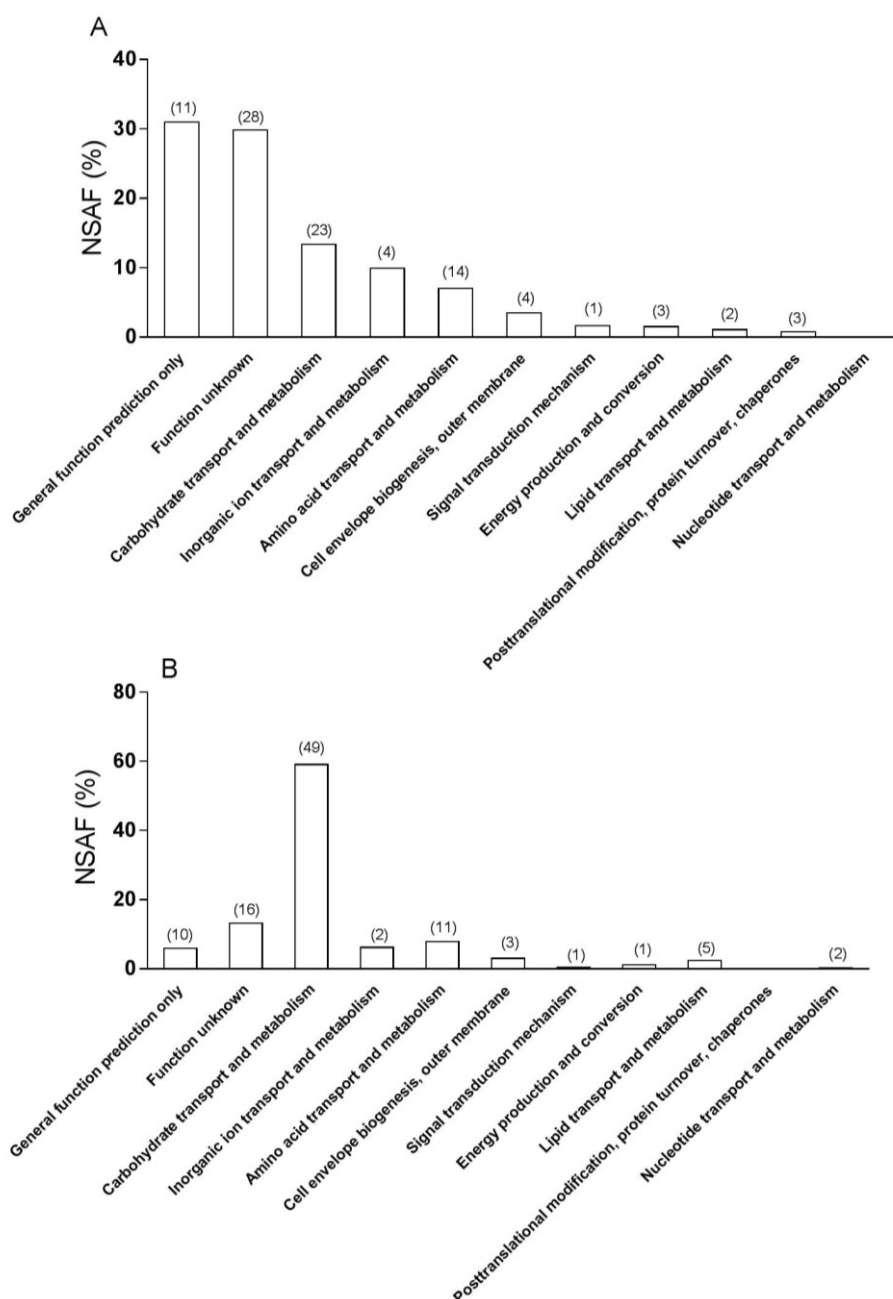 A
NSAF (%)
40
30
20
10
0
(11)
(28)
(23)
(4)
(14)
(4)
(1)
(3)
(2)
(3)
General function prediction only
Function unknown
Carbohydrate transport and metabolism
Inorganic ion transport and metabolism
Amino acid transport and metabolism
Cell envelope biogenesis, outer membrane
Signal transduction mechanism
Energy production and conversion
Lipid transport and metabolism
Posttranslational modification, protein turnover, chaperones
Nucleotide transport and metabolism
B
NSAF (%)
80
60
40
20
0
(10)
(16)
(49)
(2)
(11)
(3)
(1)
(1)
(5)
(2)
General function prediction only
Function unknown
Carbohydrate transport and metabolism
Inorganic ion transport and metabolism
Amino acid transport and metabolism
Cell envelope biogenesis, outer membrane
Signal transduction mechanism
Energy production and conversion
Lipid transport and metabolism
Posttranslational modification, protein turnover, chaperones
Nucleotide transport and metabolism